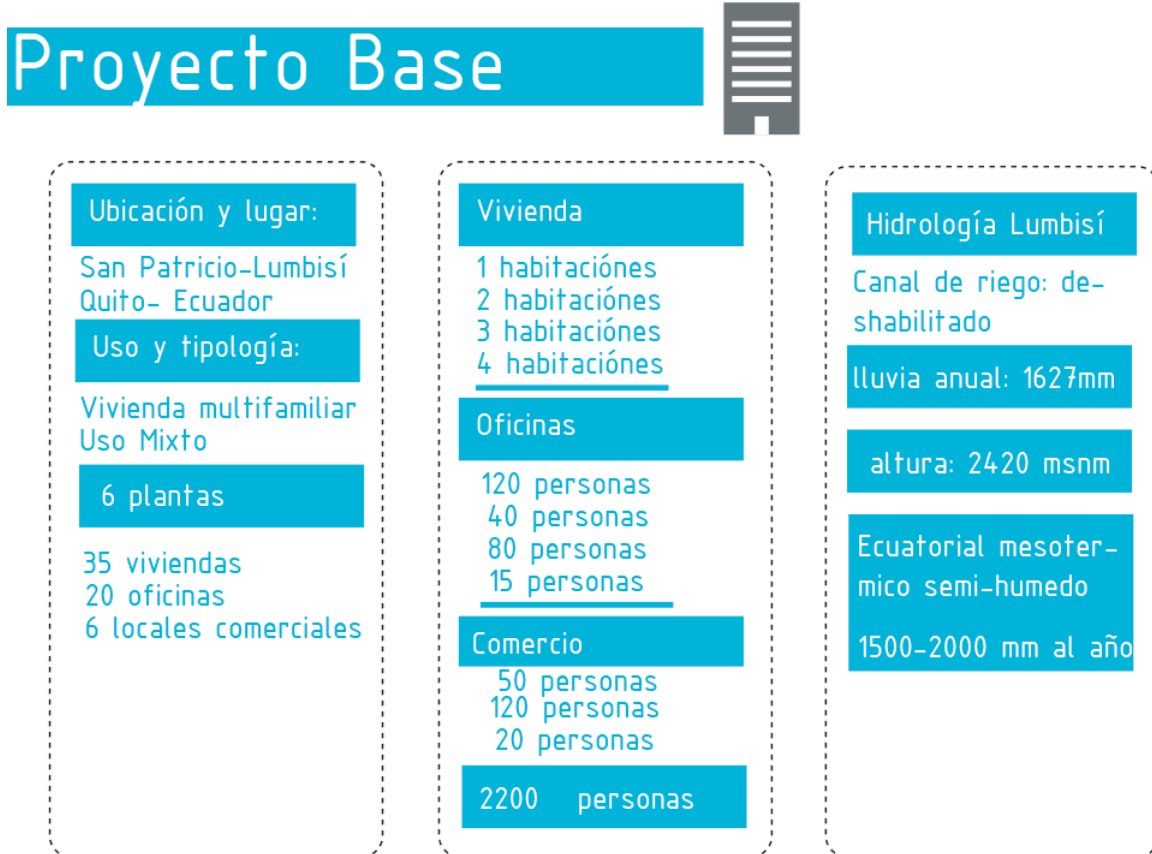 Proyecto Base
Ubicación y lugar:
San Patricio-Lumbisí
Quito- Ecuador
Uso y tipología:
Vivienda multifamiliar
Uso Mixto
6 plantas
35 viviendas
20 oficinas
6 locales comerciales
Vivienda
1 habitaciónes
2 habitaciónes
3 habitaciónes
4 habitaciónes
Oficinas
120 personas
40 personas
80 personas
15 personas
Comercio
50 personas
120 personas
20 personas
2200 personas
Hidrología Lumbisí
Canal de riego: de-
shabilitado
lluvia anual: 1627mm
altura: 2420 msnm
Ecuatorial mesoter-
mico semi-humedo
1500-2000 mm al año